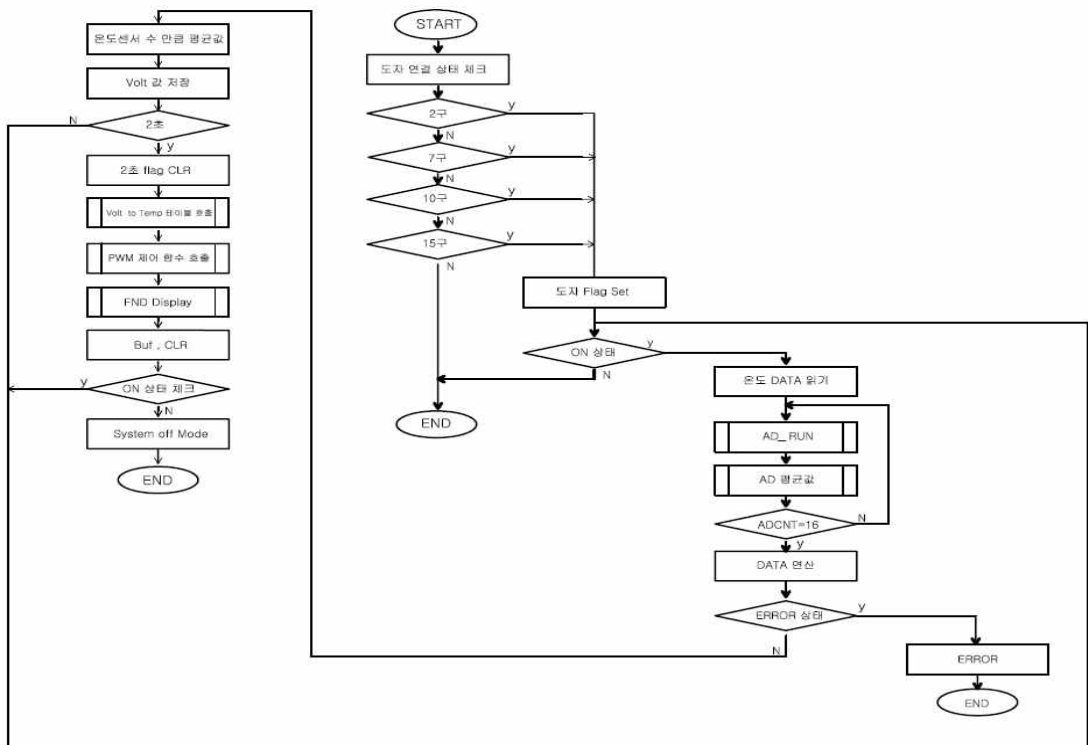 START
도자 연결 상태 체크
2구
y
N
7구
y
N
10구
y
N
15구
y
N
도자 Flag Set
ON 상태
y
N
END
온도 DATA 읽기
AD_RUN
AD 평균값
ADCNT=16
N
y
DATA 연산
ERROR 상태
y
N
ERROR
END
온도센서 수 만큼 평균값
Volt 값 저장
2초
N
y
2초 flag CLR
Volt to Temp 테이블 호출
PWM 제어 함수 호출
FND Display
Buf , CLR
ON 상태 체크
y
N
System off Mode
END